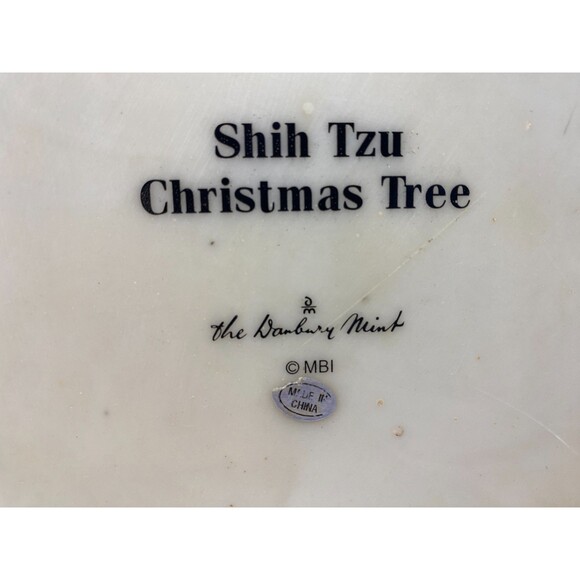 Shih Tzu
Christmas Tree
the Danbury Mint
© MBI
MADE IN
CHINA